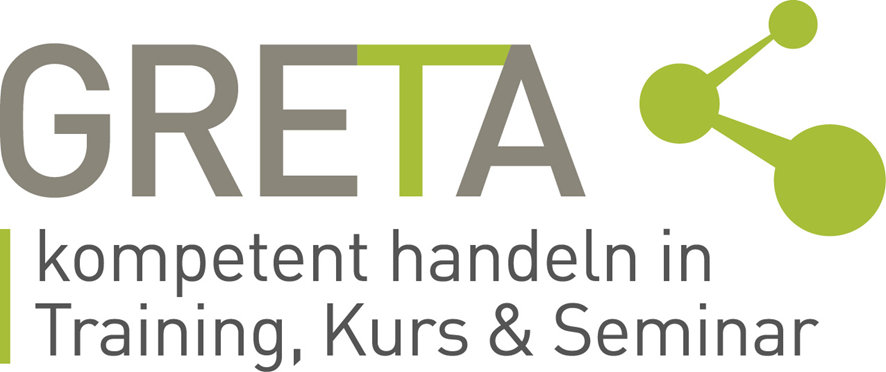 GRETA
kompetent handeln in
Training, Kurs & Seminar